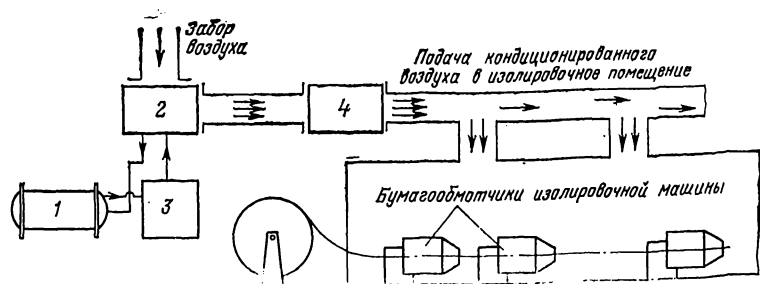 Забор
воздуха
Подача кондиционированного
воздуха в изолировочное помещение
2
4
1
3
Бумагообмотчики изолировочной машины